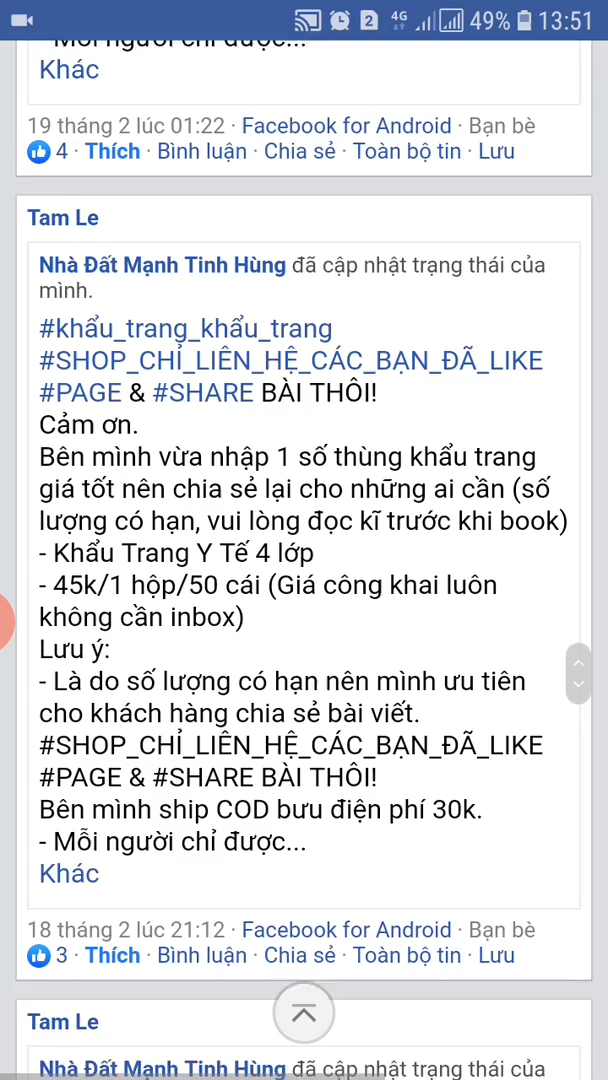 2 4G 49% 13:51
- Mỗi người chỉ được...
Khác
19 tháng 2 lúc 01:22 · Facebook for Android · Bạn bè
4 · Thích · Bình luận · Chia sẻ · Toàn bộ tin · Lưu
Tam Le
Nhà Đất Mạnh Tinh Hùng đã cập nhật trạng thái của
mình.
#khẩu_trang_khẩu_trang
#SHOP_CHỈ_LIÊN_HỆ_CÁC_BẠN_ĐÃ_LIKE
#PAGE & #SHARE BÀI THÔI!
Cảm ơn.
Bên mình vừa nhập 1 số thùng khẩu trang
giá tốt nên chia sẻ lại cho những ai cần (số
lượng có hạn, vui lòng đọc kĩ trước khi book)
- Khẩu Trang Y Tế 4 lớp
- 45k/1 hộp/50 cái (Giá công khai luôn
không cần inbox)
Lưu ý:
- Là do số lượng có hạn nên mình ưu tiên
cho khách hàng chia sẻ bài viết.
#SHOP_CHỈ_LIÊN_HỆ_CÁC_BẠN_ĐÃ_LIKE
#PAGE & #SHARE BÀI THÔI!
Bên mình ship COD bưu điện phí 30k.
- Mỗi người chỉ được...
Khác
18 tháng 2 lúc 21:12 · Facebook for Android · Bạn bè
3 · Thích · Bình luận · Chia sẻ · Toàn bộ tin · Lưu
Tam Le
Nhà Đất Mạnh Tinh Hùng đã cập nhật trạng thái của